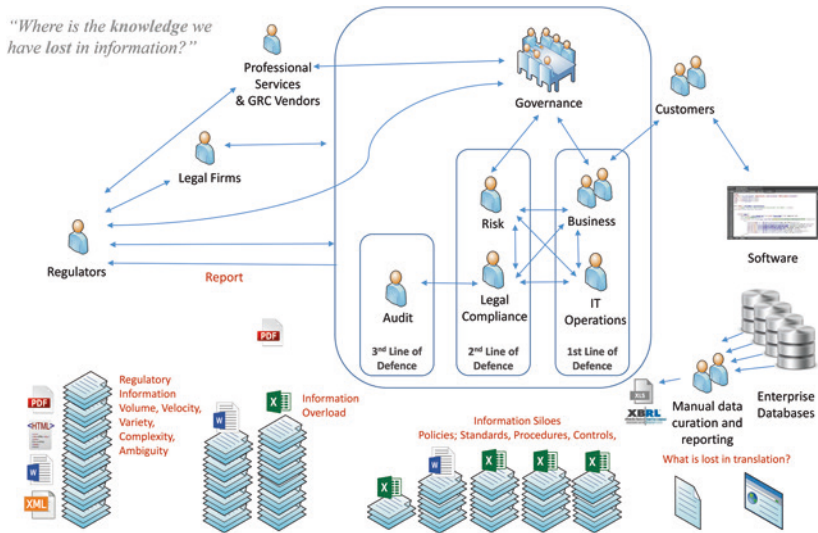 “Where is the knowledge we
have lost in information?”
Professional
Services
& GRC Vendors
Governance
Customers
Legal Firms
Risk
Business
Software
Regulators
Report
Audit
Legal
Compliance
IT
Operations
3nd Line of
Defence
2nd Line of
Defence
1st Line of
Defence
PDF
Enterprise
Databases
XLS
XBRL
Manual data
curation and
reporting
PDF
<HTML>
W
XML
Regulatory
Information
Volume, Velocity,
Variety,
Complexity,
Ambiguity
W
X
Information
Overload
Information Siloes
Policies; Standards, Procedures, Controls,
X
W
X
X
X
What is lost in translation?